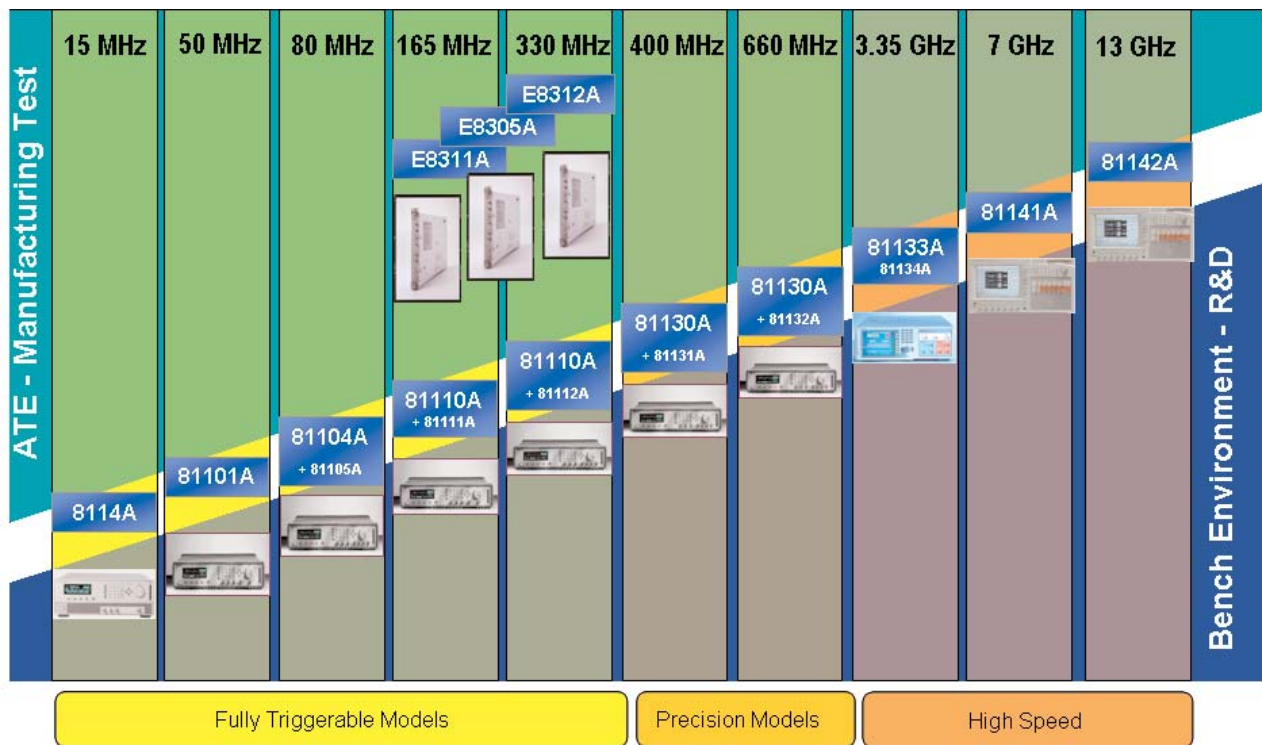 15 MHz
50 MHz
80 MHz
165 MHz
330 MHz
400 MHz
660 MHz
3.35 GHz
7 GHz
13 GHz
ATE - Manufacturing Test
E8312A
E8305A
E8311A
81142A
81141A
81133A
81134A
81130A
+ 81132A
81130A
+ 81131A
81110A
+ 81112A
81110A
+ 81111A
81104A
+ 81105A
81101A
8114A
Bench Environment - R&D
Fully Triggerable Models
Precision Models
High Speed